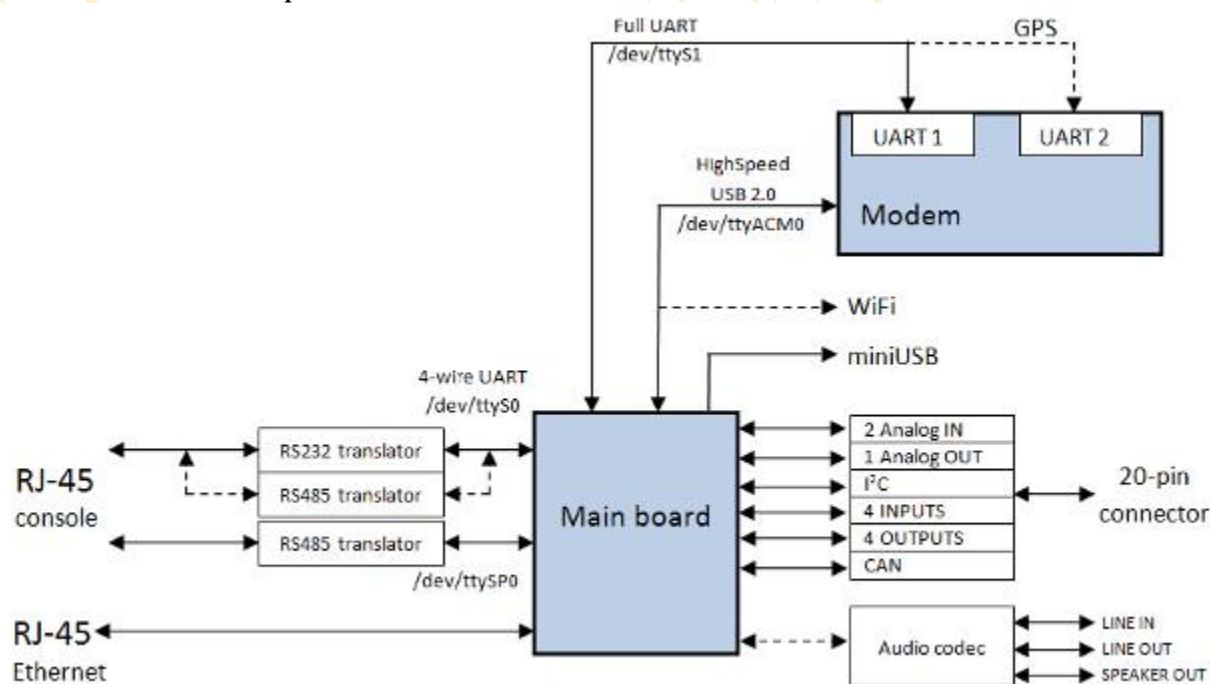 Full UART
/dev/ttyS1
GPS
UART 1
UART 2
HighSpeed
USB 2.0
/dev/ttyACM0
Modem
WiFi
miniUSB
4-wire UART
/dev/ttyS0
RS232 translator
RS485 translator
RS485 translator
/dev/ttySP0
RJ-45
console
RJ-45
Ethernet
Main board
2 Analog IN
1 Analog OUT
I²C
4 INPUTS
4 OUTPUTS
CAN
20-pin
connector
Audio codec
LINE IN
LINE OUT
SPEAKER OUT